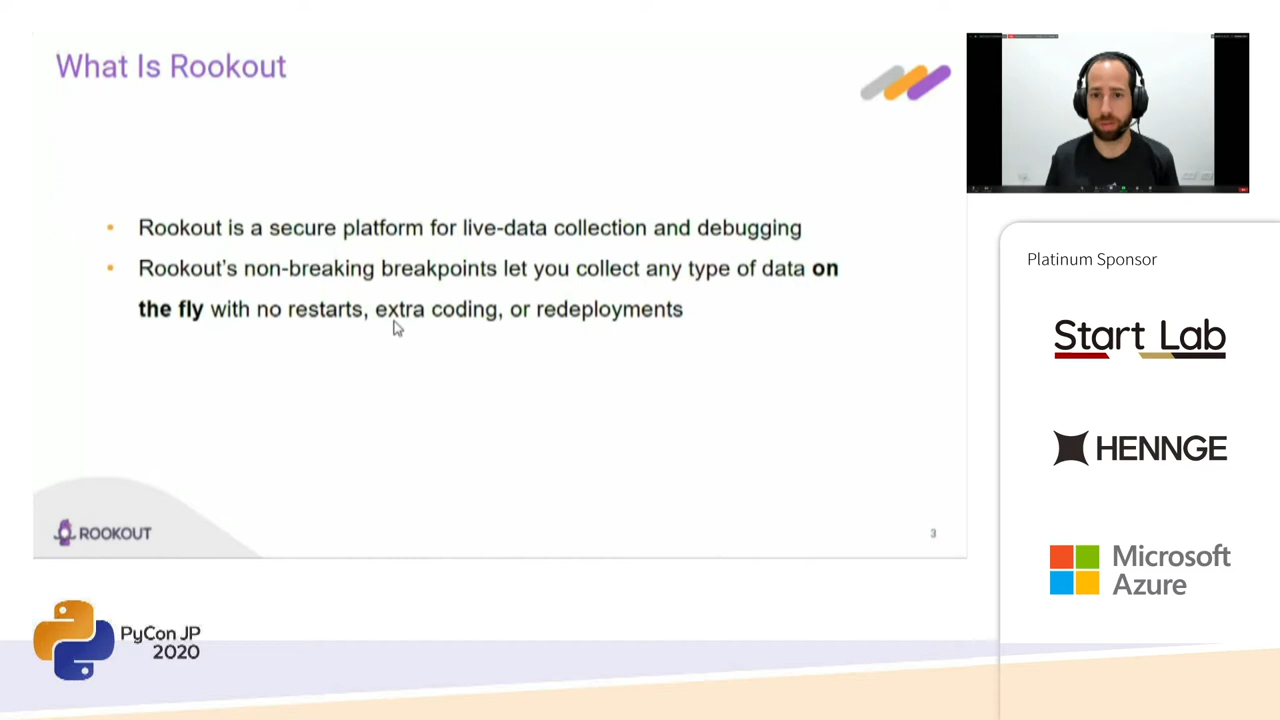 What Is Rookout
Rookout is a secure platform for live-data collection and debugging
Rookout's non-breaking breakpoints let you collect any type of data on
the fly with no restarts, extra coding, or redeployments
ROOKOUT
3
Platinum Sponsor
Start Lab
HENNGE
Microsoft
Azure
PyCon JP
2020